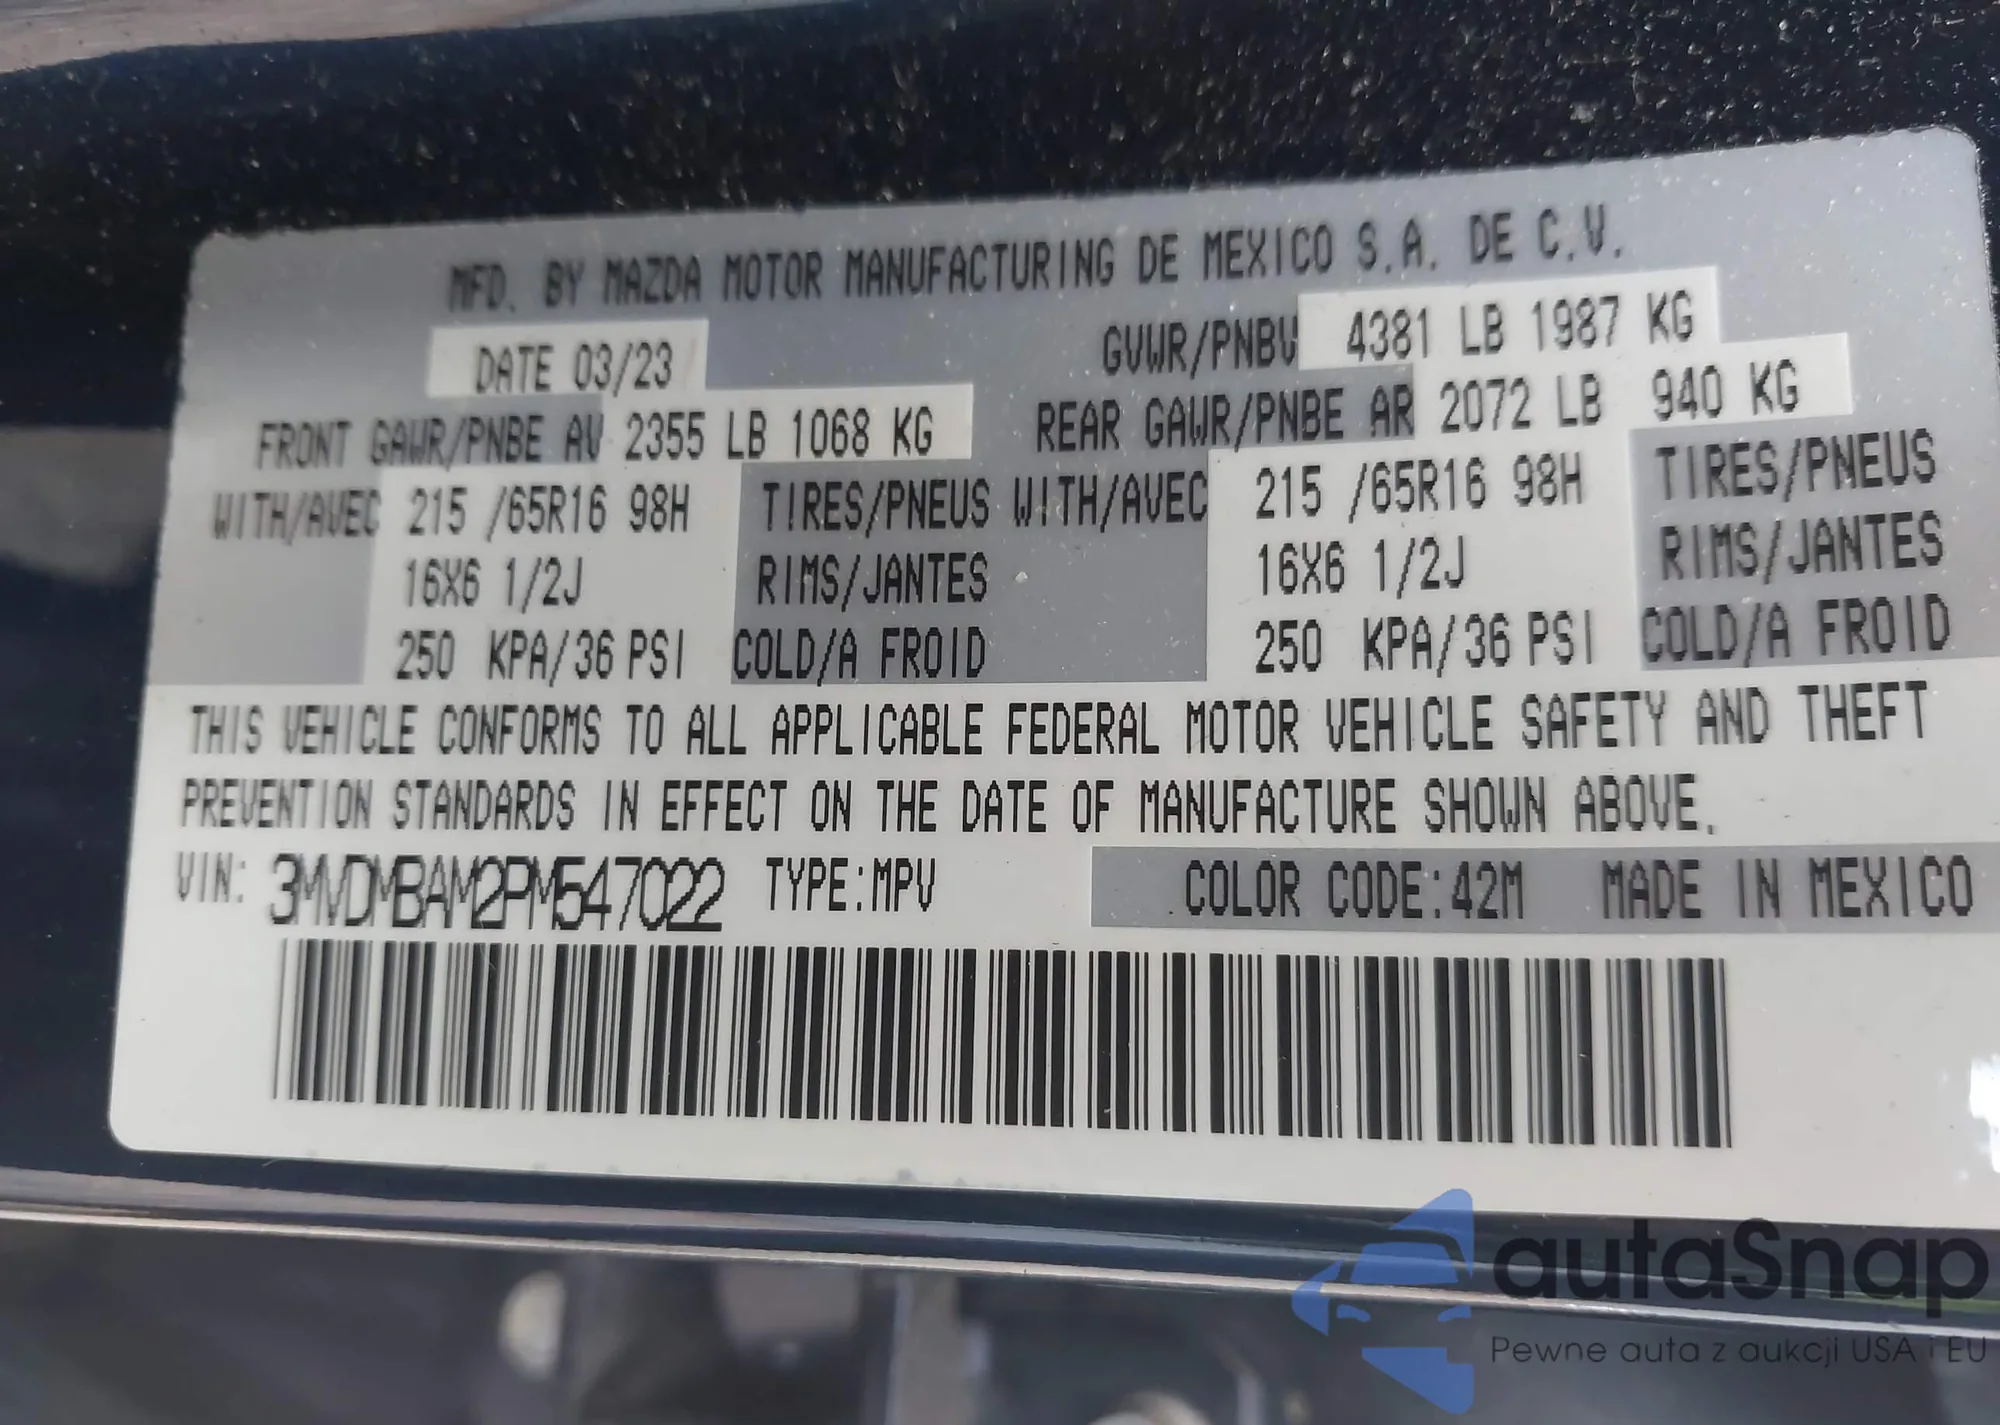 MFD. BY MAZDA MOTOR MANUFACTURING DE MEXICO S.A. DE C.V.
DATE 03/23 GVWR/PNBV 4381 LB 1987 KG
FRONT GAWR/PNBE AV 2355 LB 1068 KG REAR GAWR/PNBE AR 2072 LB 940 KG
WITH/AVEC 215 /65R16 98H TIRES/PNEUS WITH/AVEC 215 /65R16 98H TIRES/PNEUS
16X6 1/2J RIMS/JANTES 16X6 1/2J RIMS/JANTES
250 KPA/36 PSI COLD/A FROID 250 KPA/36 PSI COLD/A FROID
THIS VEHICLE CONFORMS TO ALL APPLICABLE FEDERAL MOTOR VEHICLE SAFETY AND THEFT
PREVENTION STANDARDS IN EFFECT ON THE DATE OF MANUFACTURE SHOWN ABOVE.
VIN: 3MVDMBAM2PM547022 TYPE:MPV COLOR CODE:42M MADE IN MEXICO
autaSnap
Pewne auta z aukcji USA i EU